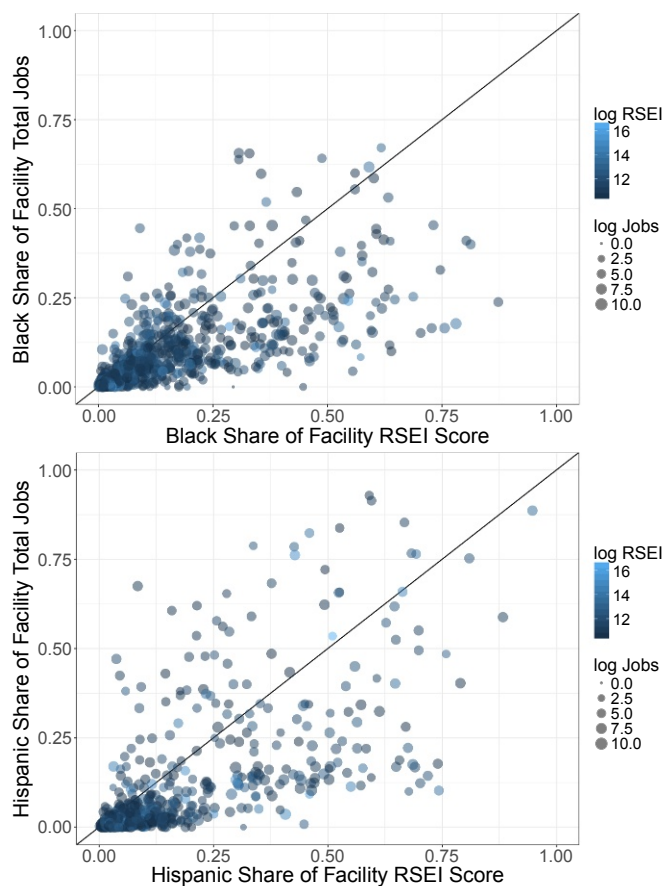 Black Share of Facility Total Jobs
1.00
0.75
0.50
0.25
0.00
0.00 0.25 0.50 0.75 1.00
Black Share of Facility RSEI Score
log RSEI
16
14
12
log Jobs
0.0
2.5
5.0
7.5
10.0
Hispanic Share of Facility Total Jobs
1.00
0.75
0.50
0.25
0.00
0.00 0.25 0.50 0.75 1.00
Hispanic Share of Facility RSEI Score
log RSEI
16
14
12
log Jobs
0.0
2.5
5.0
7.5
10.0